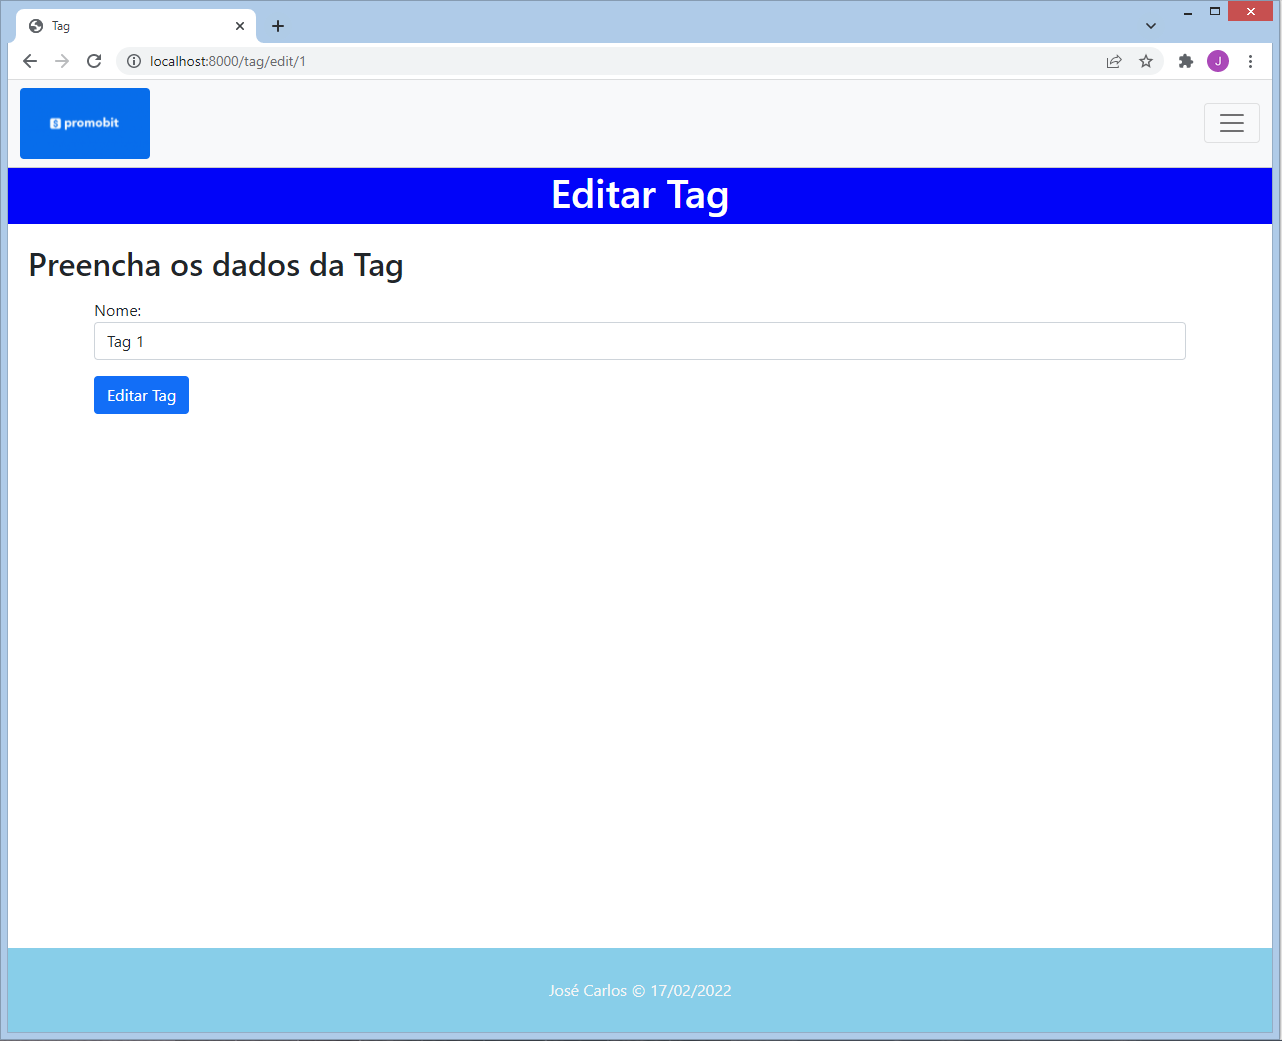 Tag
localhost:8000/tag/edit/1
J
promobit
Editar Tag
Preencha os dados da Tag
Nome:
Tag 1
Editar Tag
José Carlos © 17/02/2022